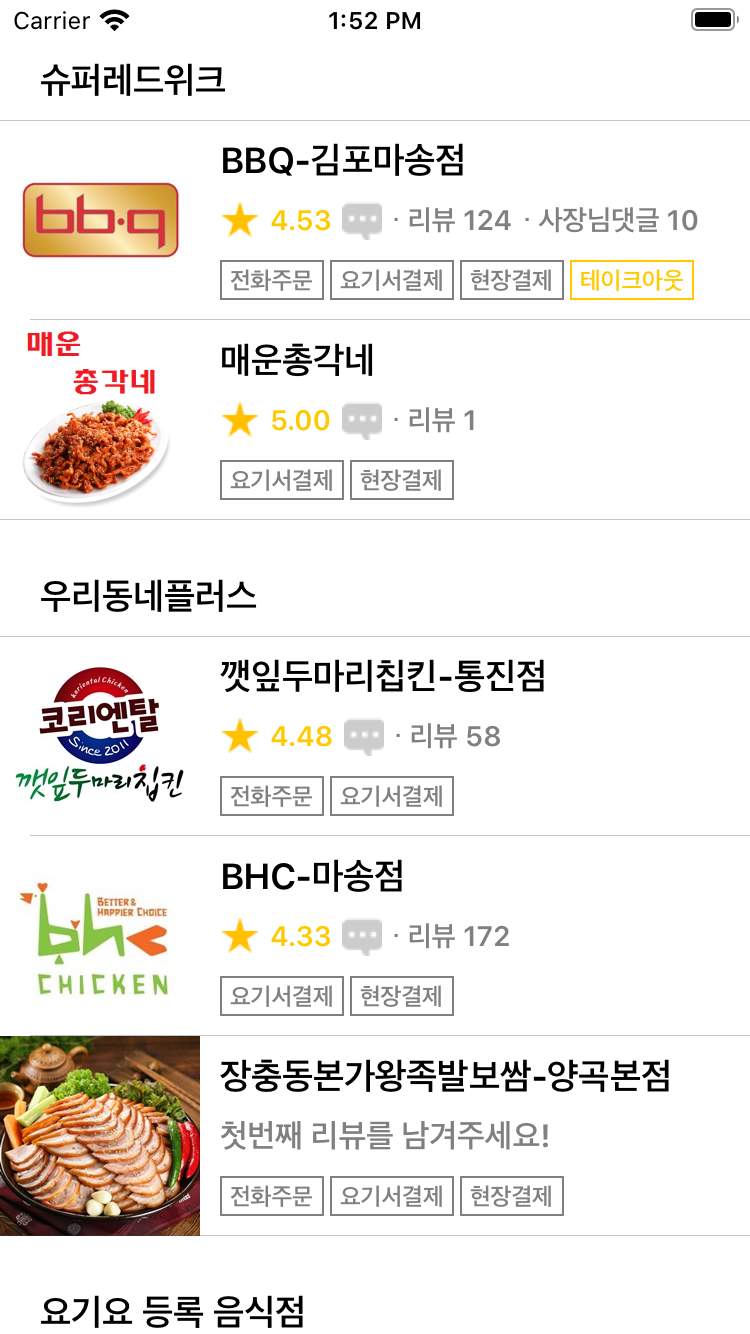 Carrier 1:52 PM
슈퍼레드위크
bb.q
BBQ-김포마송점
4.53 · 리뷰 124 · 사장님댓글 10
전화주문 요기서결제 현장결제 테이크아웃
매운
총각네
매운총각네
5.00 · 리뷰 1
요기서결제 현장결제
우리동네플러스
koriental Chicken
코리엔탈
Since 2011
깻잎두마리칩킨
깻잎두마리칩킨-통진점
4.48 · 리뷰 58
전화주문 요기서결제
BETTER &
HAPPIER CHOICE
bhc
CHICKEN
BHC-마송점
4.33 · 리뷰 172
요기서결제 현장결제
장충동본가왕족발보쌈-양곡본점
첫번째 리뷰를 남겨주세요!
전화주문 요기서결제 현장결제
요기요 등록 음식점